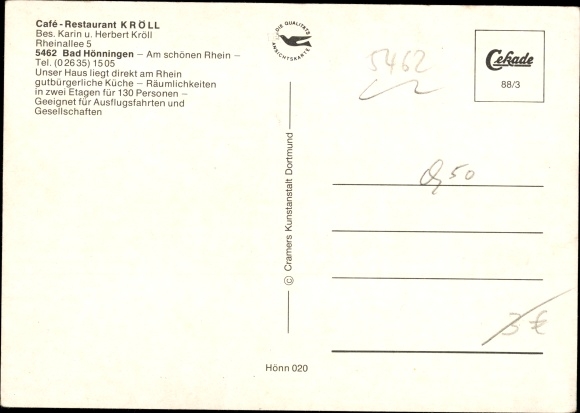 Café-Restaurant KRÖLL
Bes. Karin u. Herbert Kröll
Rheinallee 5
5462 Bad Hönningen – Am schönen Rhein –
Tel. (0 26 35) 15 05
Unser Haus liegt direkt am Rhein
gutbürgerliche Küche – Räumlichkeiten
in zwei Etagen für 130 Personen –
Geeignet für Ausflugsfahrten und
Gesellschaften
DIE QUALITÄTS
ANSICHTSKARTE
5462
Cekade
88/3
© Cramers Kunstanstalt Dortmund
0,50
3 €
Hönn 020